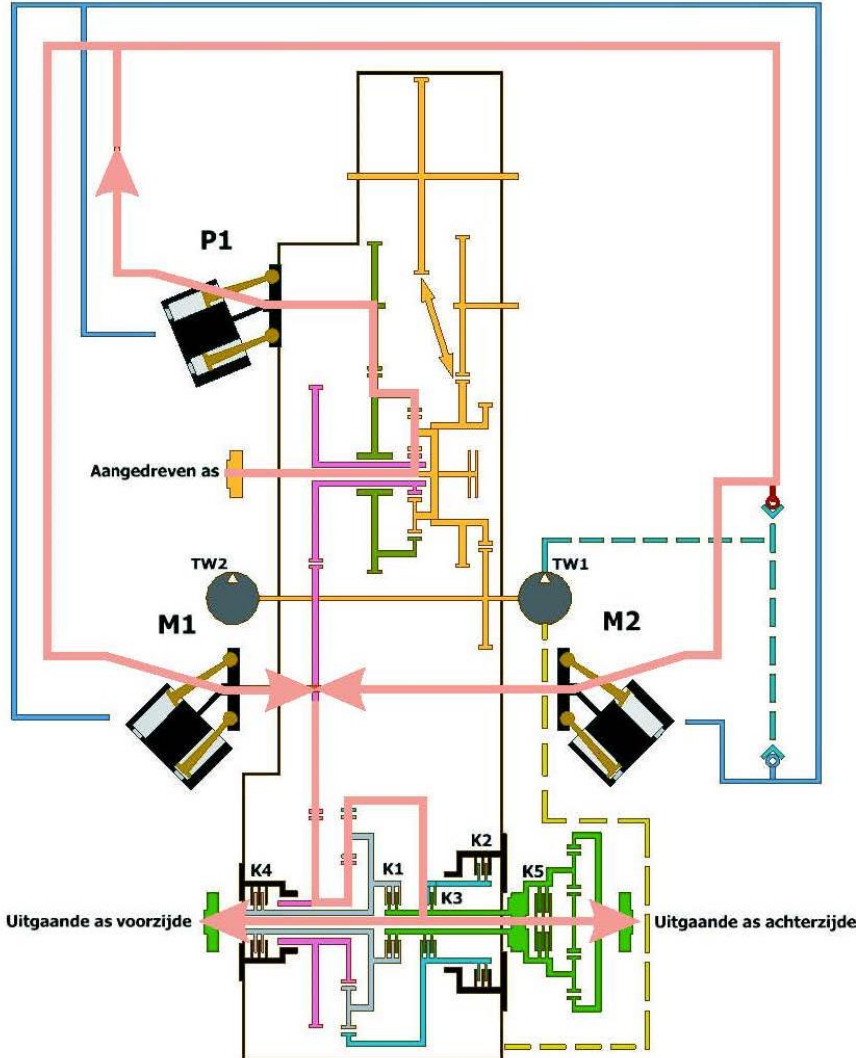 P1
Aangedreven as
TW2
TW1
M1
M2
K4
K1
K2
K3
K5
Uitgaande as voorzijde
Uitgaande as achterzijde